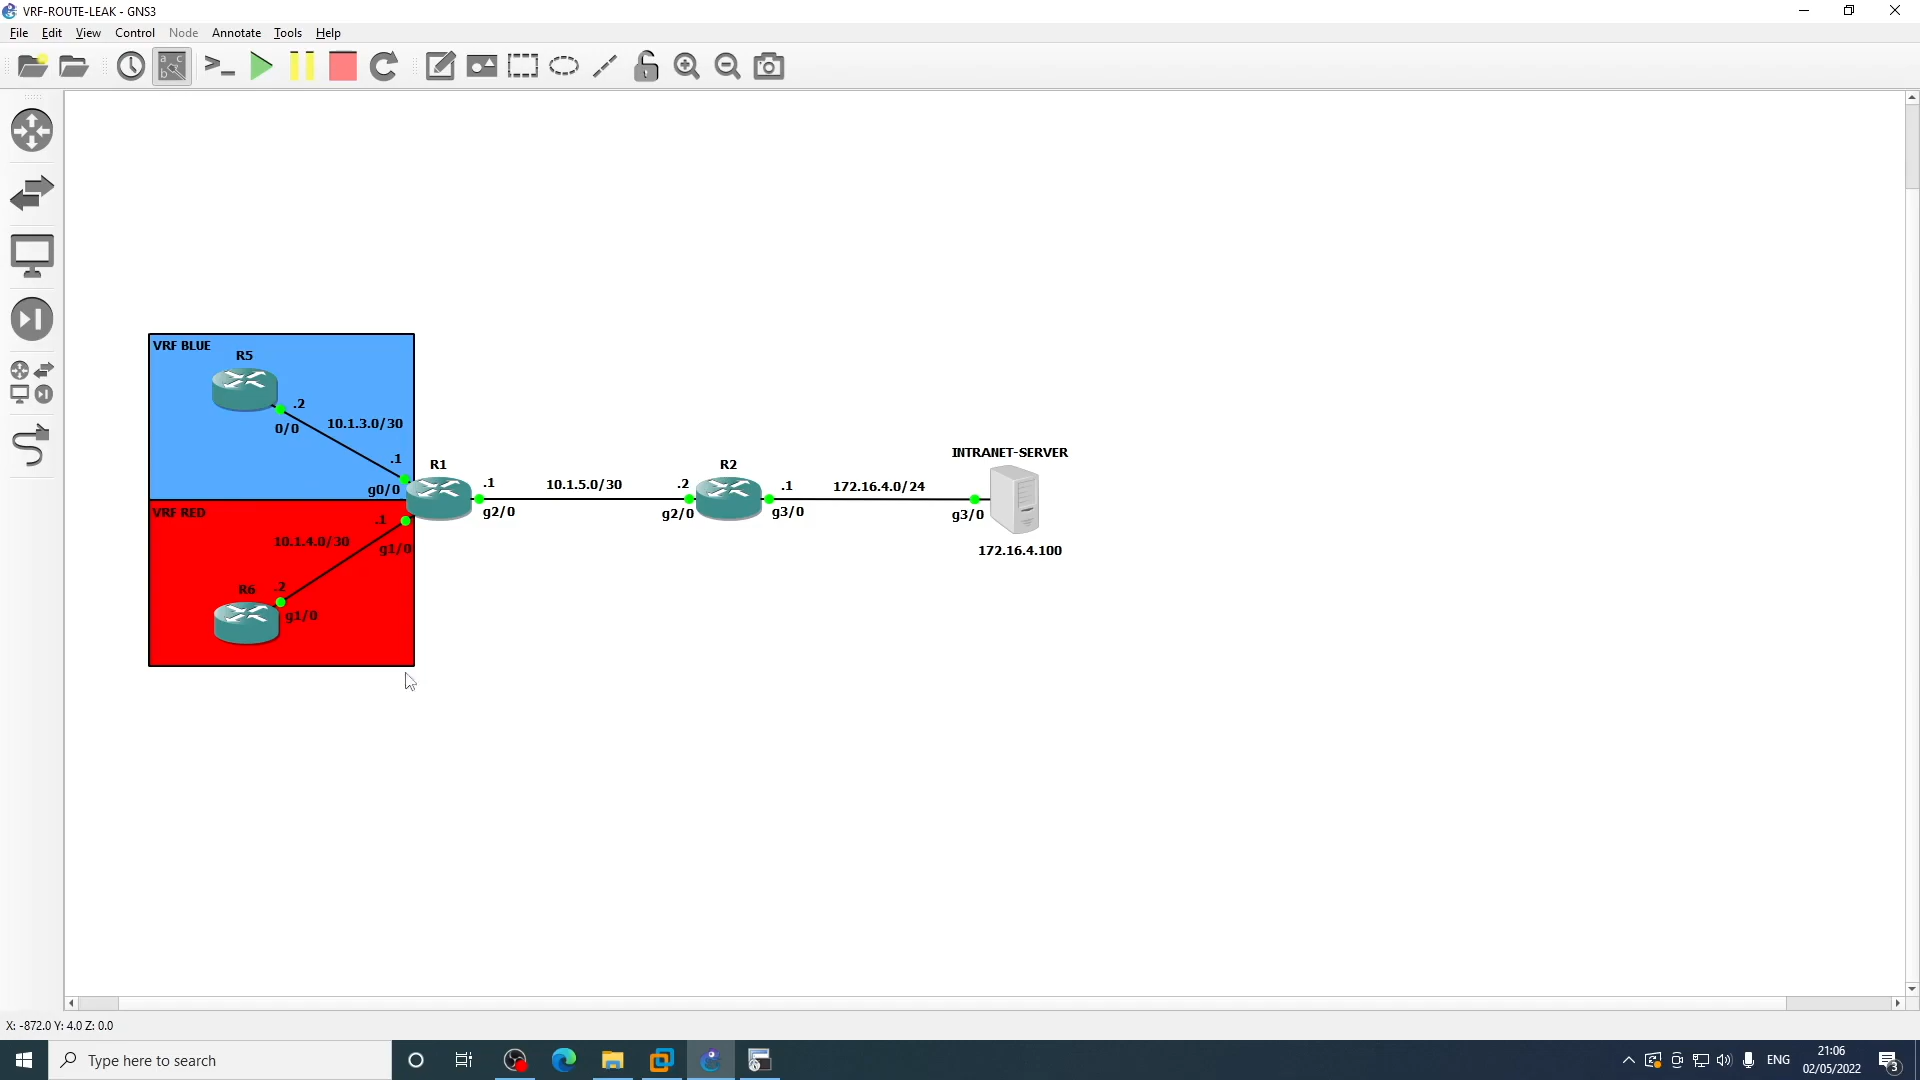 VRF-ROUTE-LEAK - GNS3
File Edit View Control Node Annotate Tools Help
VRF BLUE
R5
.2
0/0
10.1.3.0/30
.1
g0/0
R1
.1
10.1.5.0/30
g2/0
R2
.2
g2/0
.1
172.16.4.0/24
g3/0
INTRANET-SERVER
g3/0
172.16.4.100
VRF RED
.1
10.1.4.0/30
g1/0
R6
.2
g1/0
X: -872.0 Y: 4.0 Z: 0.0
Type here to search
ENG
21:06
02/05/2022
3